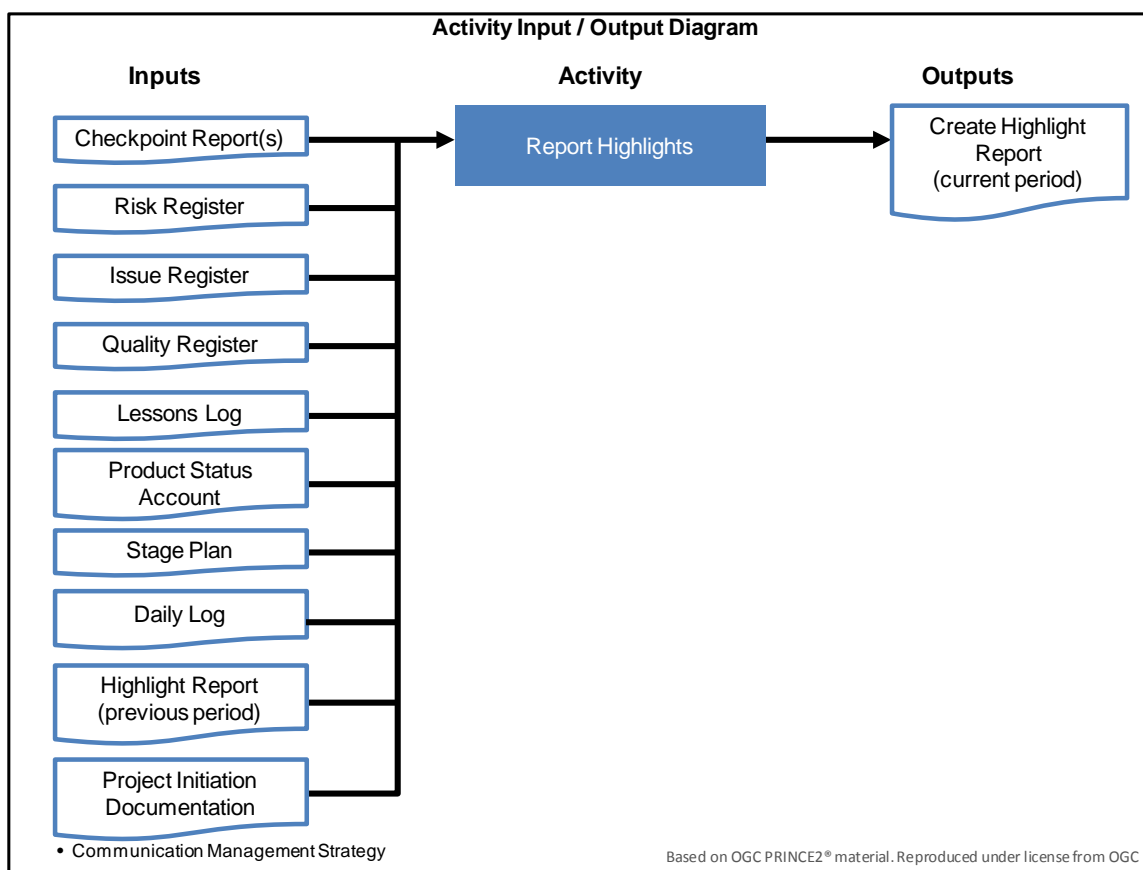 Activity Input / Output Diagram
Inputs
Activity
Outputs
Checkpoint Report(s)
Risk Register
Issue Register
Quality Register
Lessons Log
Product Status
Account
Stage Plan
Daily Log
Highlight Report
(previous period)
Project Initiation
Documentation
• Communication Management Strategy
Report Highlights
Create Highlight
Report
(current period)
Based on OGC PRINCE2® material. Reproduced under license from OGC